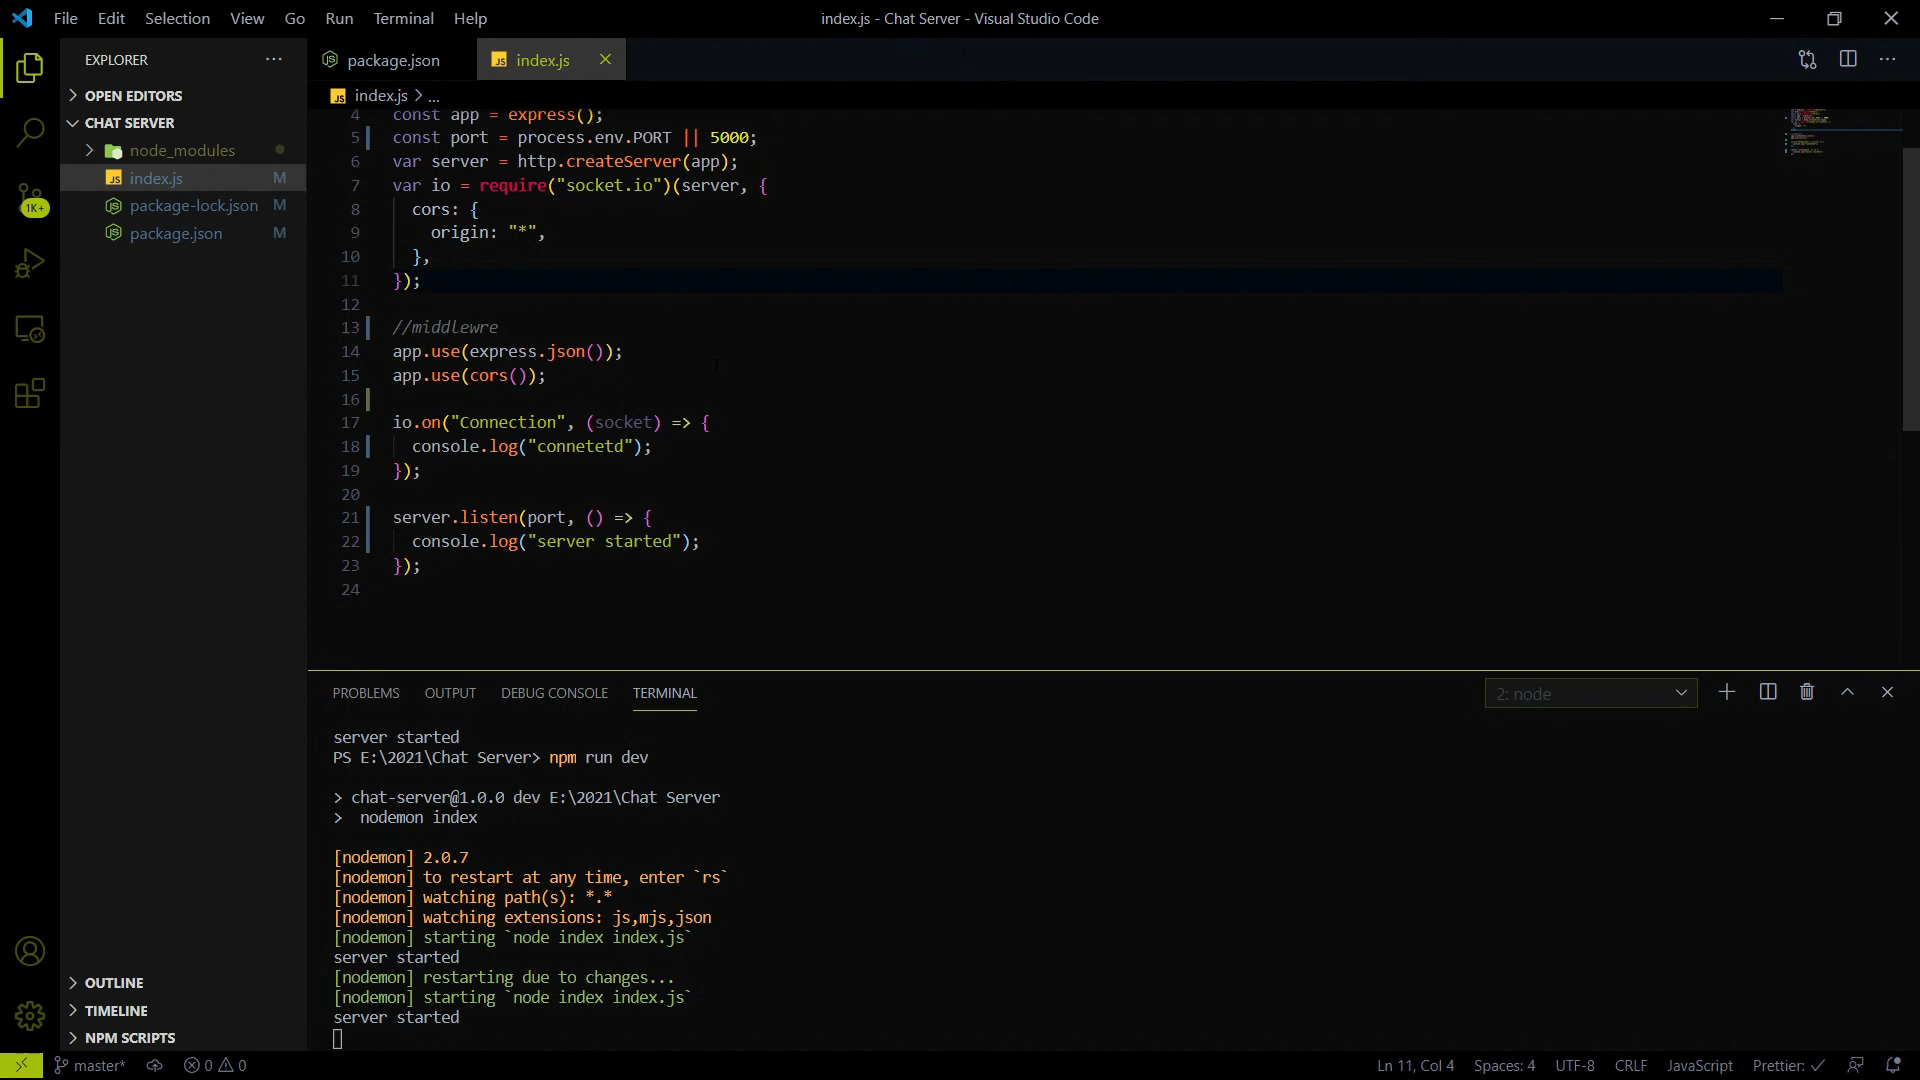 File Edit Selection View Go Run Terminal Help
index.js - Chat Server - Visual Studio Code
EXPLORER
OPEN EDITORS
CHAT SERVER
node_modules
JS index.js M
package-lock.json M
package.json M
1K+
OUTLINE
TIMELINE
NPM SCRIPTS
package.json
JS index.js
JS index.js > ...
4 const app = express();
5 const port = process.env.PORT || 5000;
6 var server = http.createServer(app);
7 var io = require("socket.io")(server, {
8 cors: {
9 origin: "*",
10 },
11 });
12
13 //middlewre
14 app.use(express.json());
15 app.use(cors());
16
17 io.on("Connection", (socket) => {
18 console.log("connetetd");
19 });
20
21 server.listen(port, () => {
22 console.log("server started");
23 });
24
PROBLEMS OUTPUT DEBUG CONSOLE TERMINAL
2: node
server started
PS E:\2021\Chat Server> npm run dev
> chat-server@1.0.0 dev E:\2021\Chat Server
> nodemon index
[nodemon] 2.0.7
[nodemon] to restart at any time, enter `rs`
[nodemon] watching path(s): *.*
[nodemon] watching extensions: js,mjs,json
[nodemon] starting `node index index.js`
server started
[nodemon] restarting due to changes...
[nodemon] starting `node index index.js`
server started
master* 0 0
Ln 11, Col 4 Spaces: 4 UTF-8 CRLF JavaScript Prettier: ✓